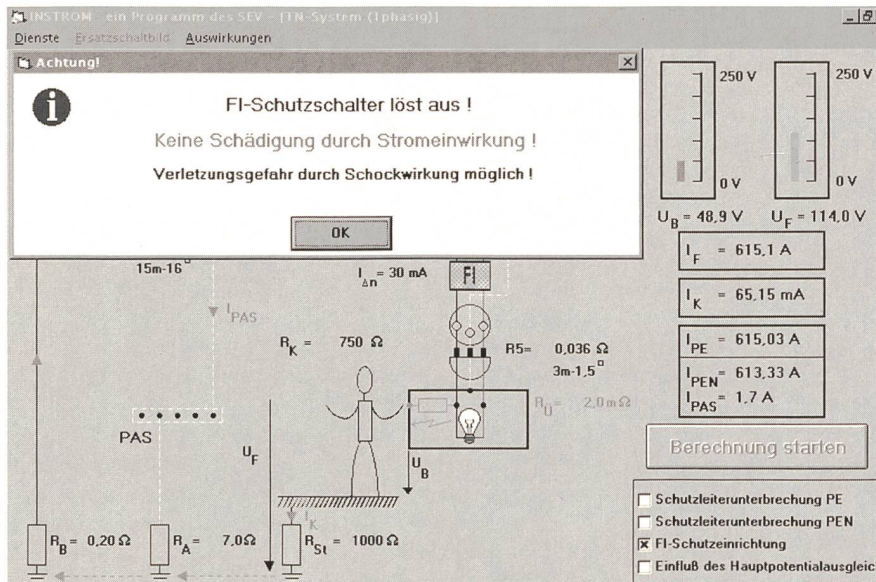 INSTROM - ein Programm des SEV - [TN-System (1phasig)]
Dienste Ersatzschaltbild Auswirkungen
Achtung!
FI-Schutzschalter löst aus !
Keine Schädigung durch Stromeinwirkung !
Verletzungsgefahr durch Schockwirkung möglich !
OK
250 V
250 V
0 V
0 V
U_B = 48,9 V
U_F = 114,0 V
I_F = 615,1 A
I_K = 65,15 mA
I_PE = 615,03 A
I_PEN = 613,33 A
I_PAS = 1,7 A
15m-16□
I_Δn = 30 mA
FI
I_PAS
R_K = 750 Ω
R5= 0,036 Ω
3m-1,5□
R_Ü = 2,0mΩ
PAS
U_F
U_B
I_K
R_B = 0,20 Ω
R_A = 7,0Ω
R_St = 1000 Ω
Berechnung starten
Schutzleiterunterbrechung PE
Schutzleiterunterbrechung PEN
FI-Schutzeinrichtung
Einfluß des Hauptpotentialausgleic